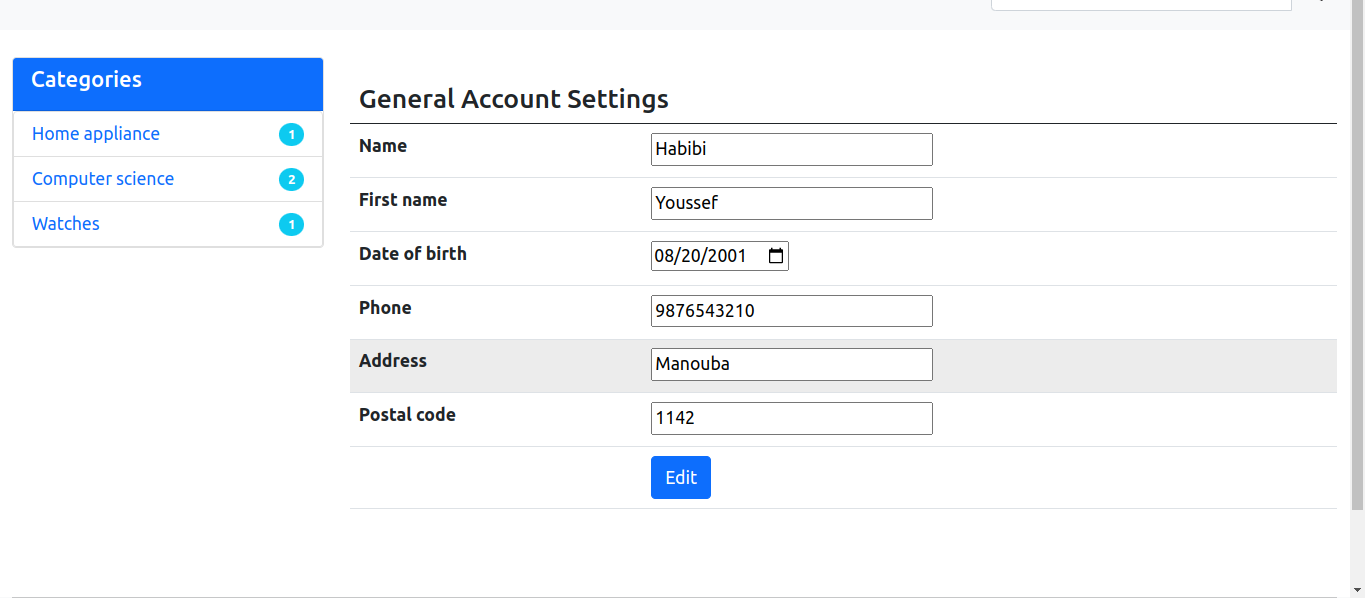 Categories
Home appliance 1
Computer science 2
Watches 1
General Account Settings
Name Habibi
First name Youssef
Date of birth 08/20/2001
Phone 9876543210
Address Manouba
Postal code 1142
Edit